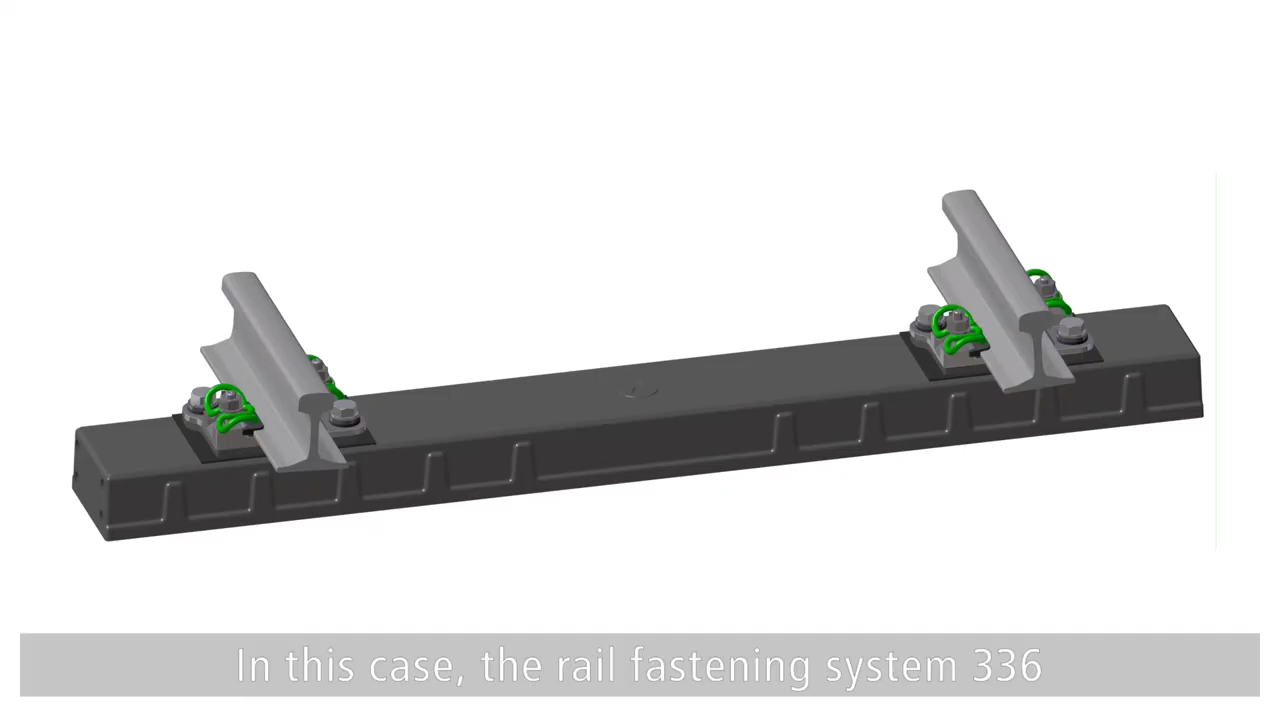 In this case, the rail fastening system 336